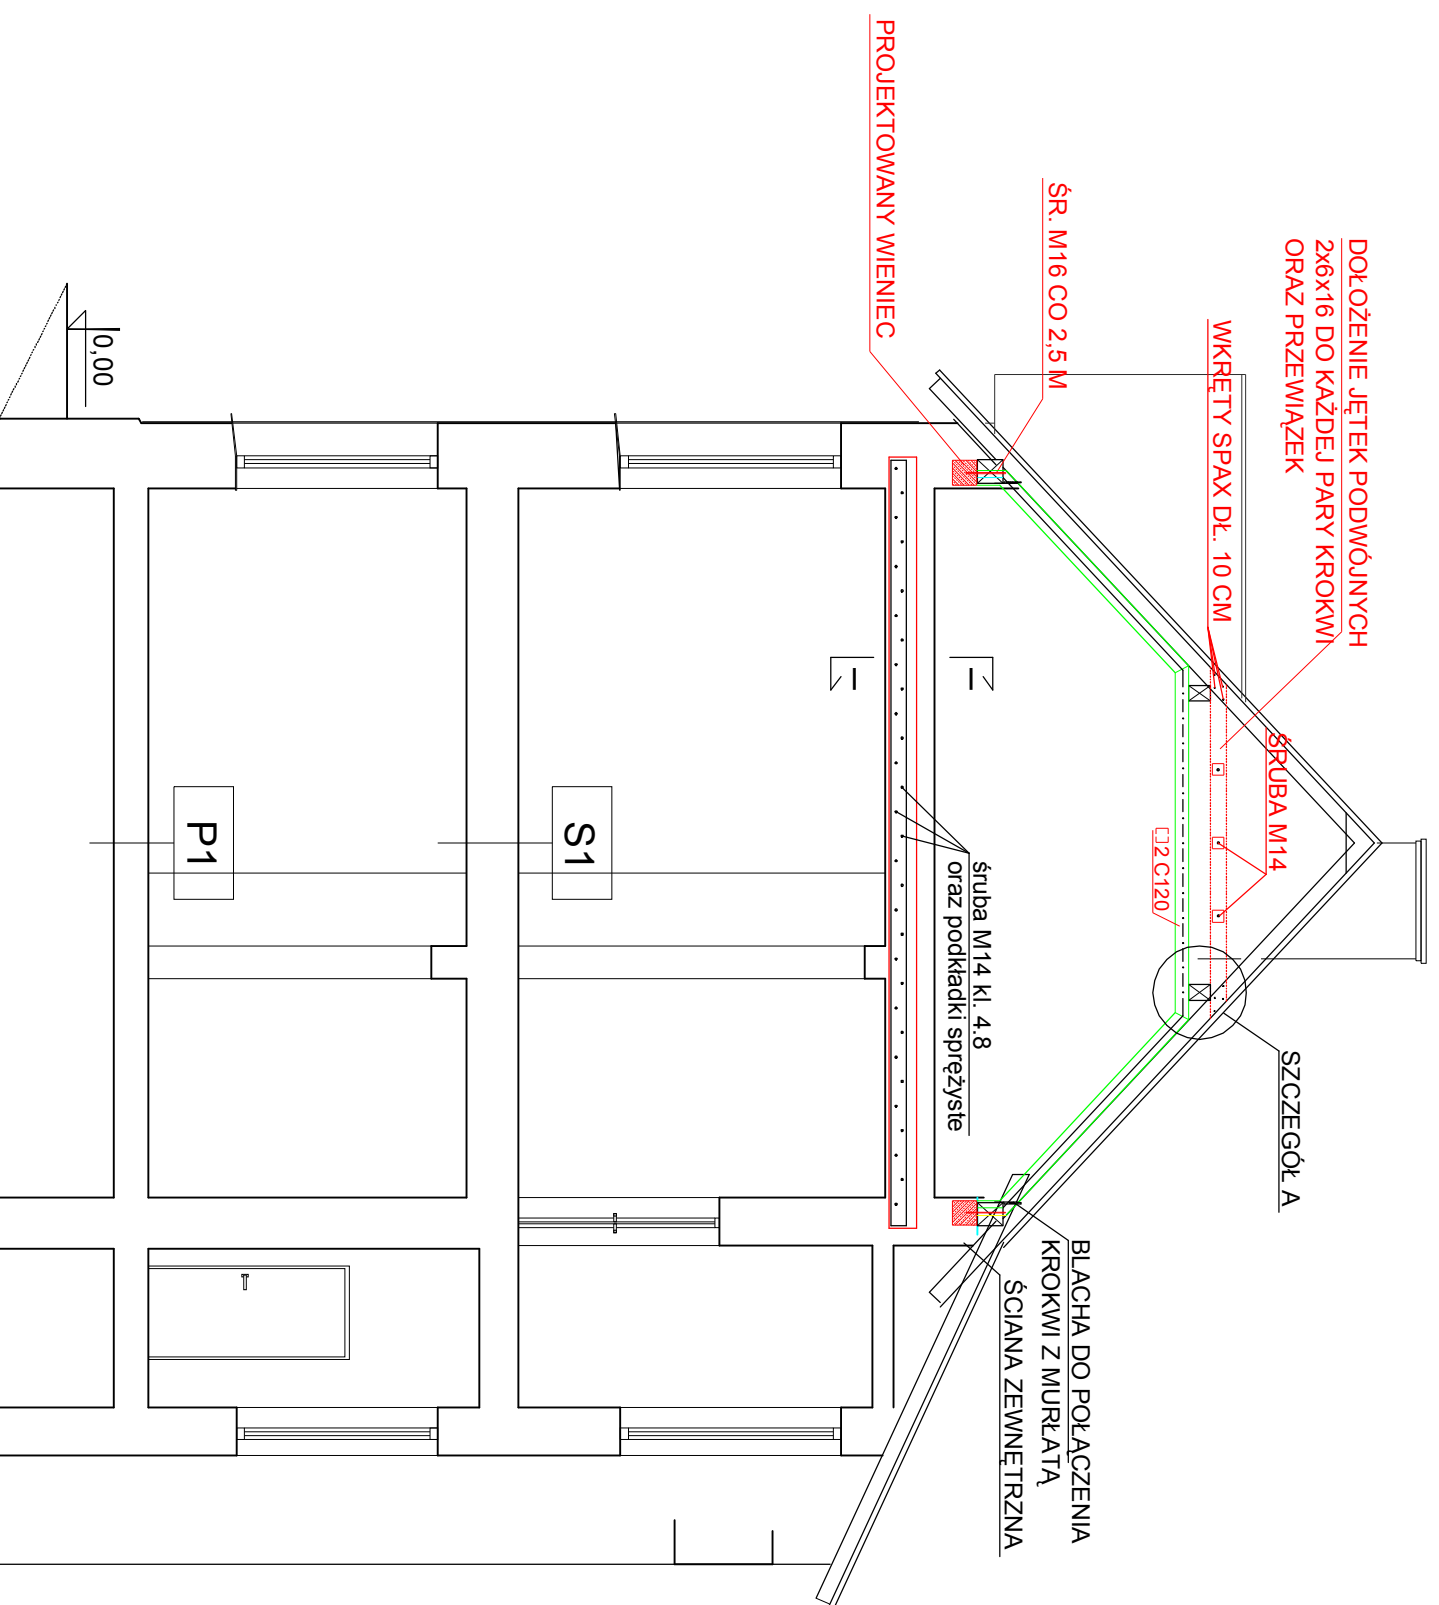 DOŁOŻENIE JĘTEK PODWÓJNYCH
2x6x16 DO KAŻDEJ PARY KROKWI
ORAZ PRZEWIĄZEK
WKRĘTY SPAX DŁ. 10 CM
ŚR. M16 CO 2,5 M
PROJEKTOWANY WIENIEC
ŚRUBA M14
2 C120
SZCZEGÓŁ A
BLACHA DO POŁĄCZENIA
KROKWI Z MURŁATĄ
ŚCIANA ZEWNĘTRZNA
śruba M14 kl. 4.8
oraz podkładki sprężyste
I
I
S1
P1
0,00